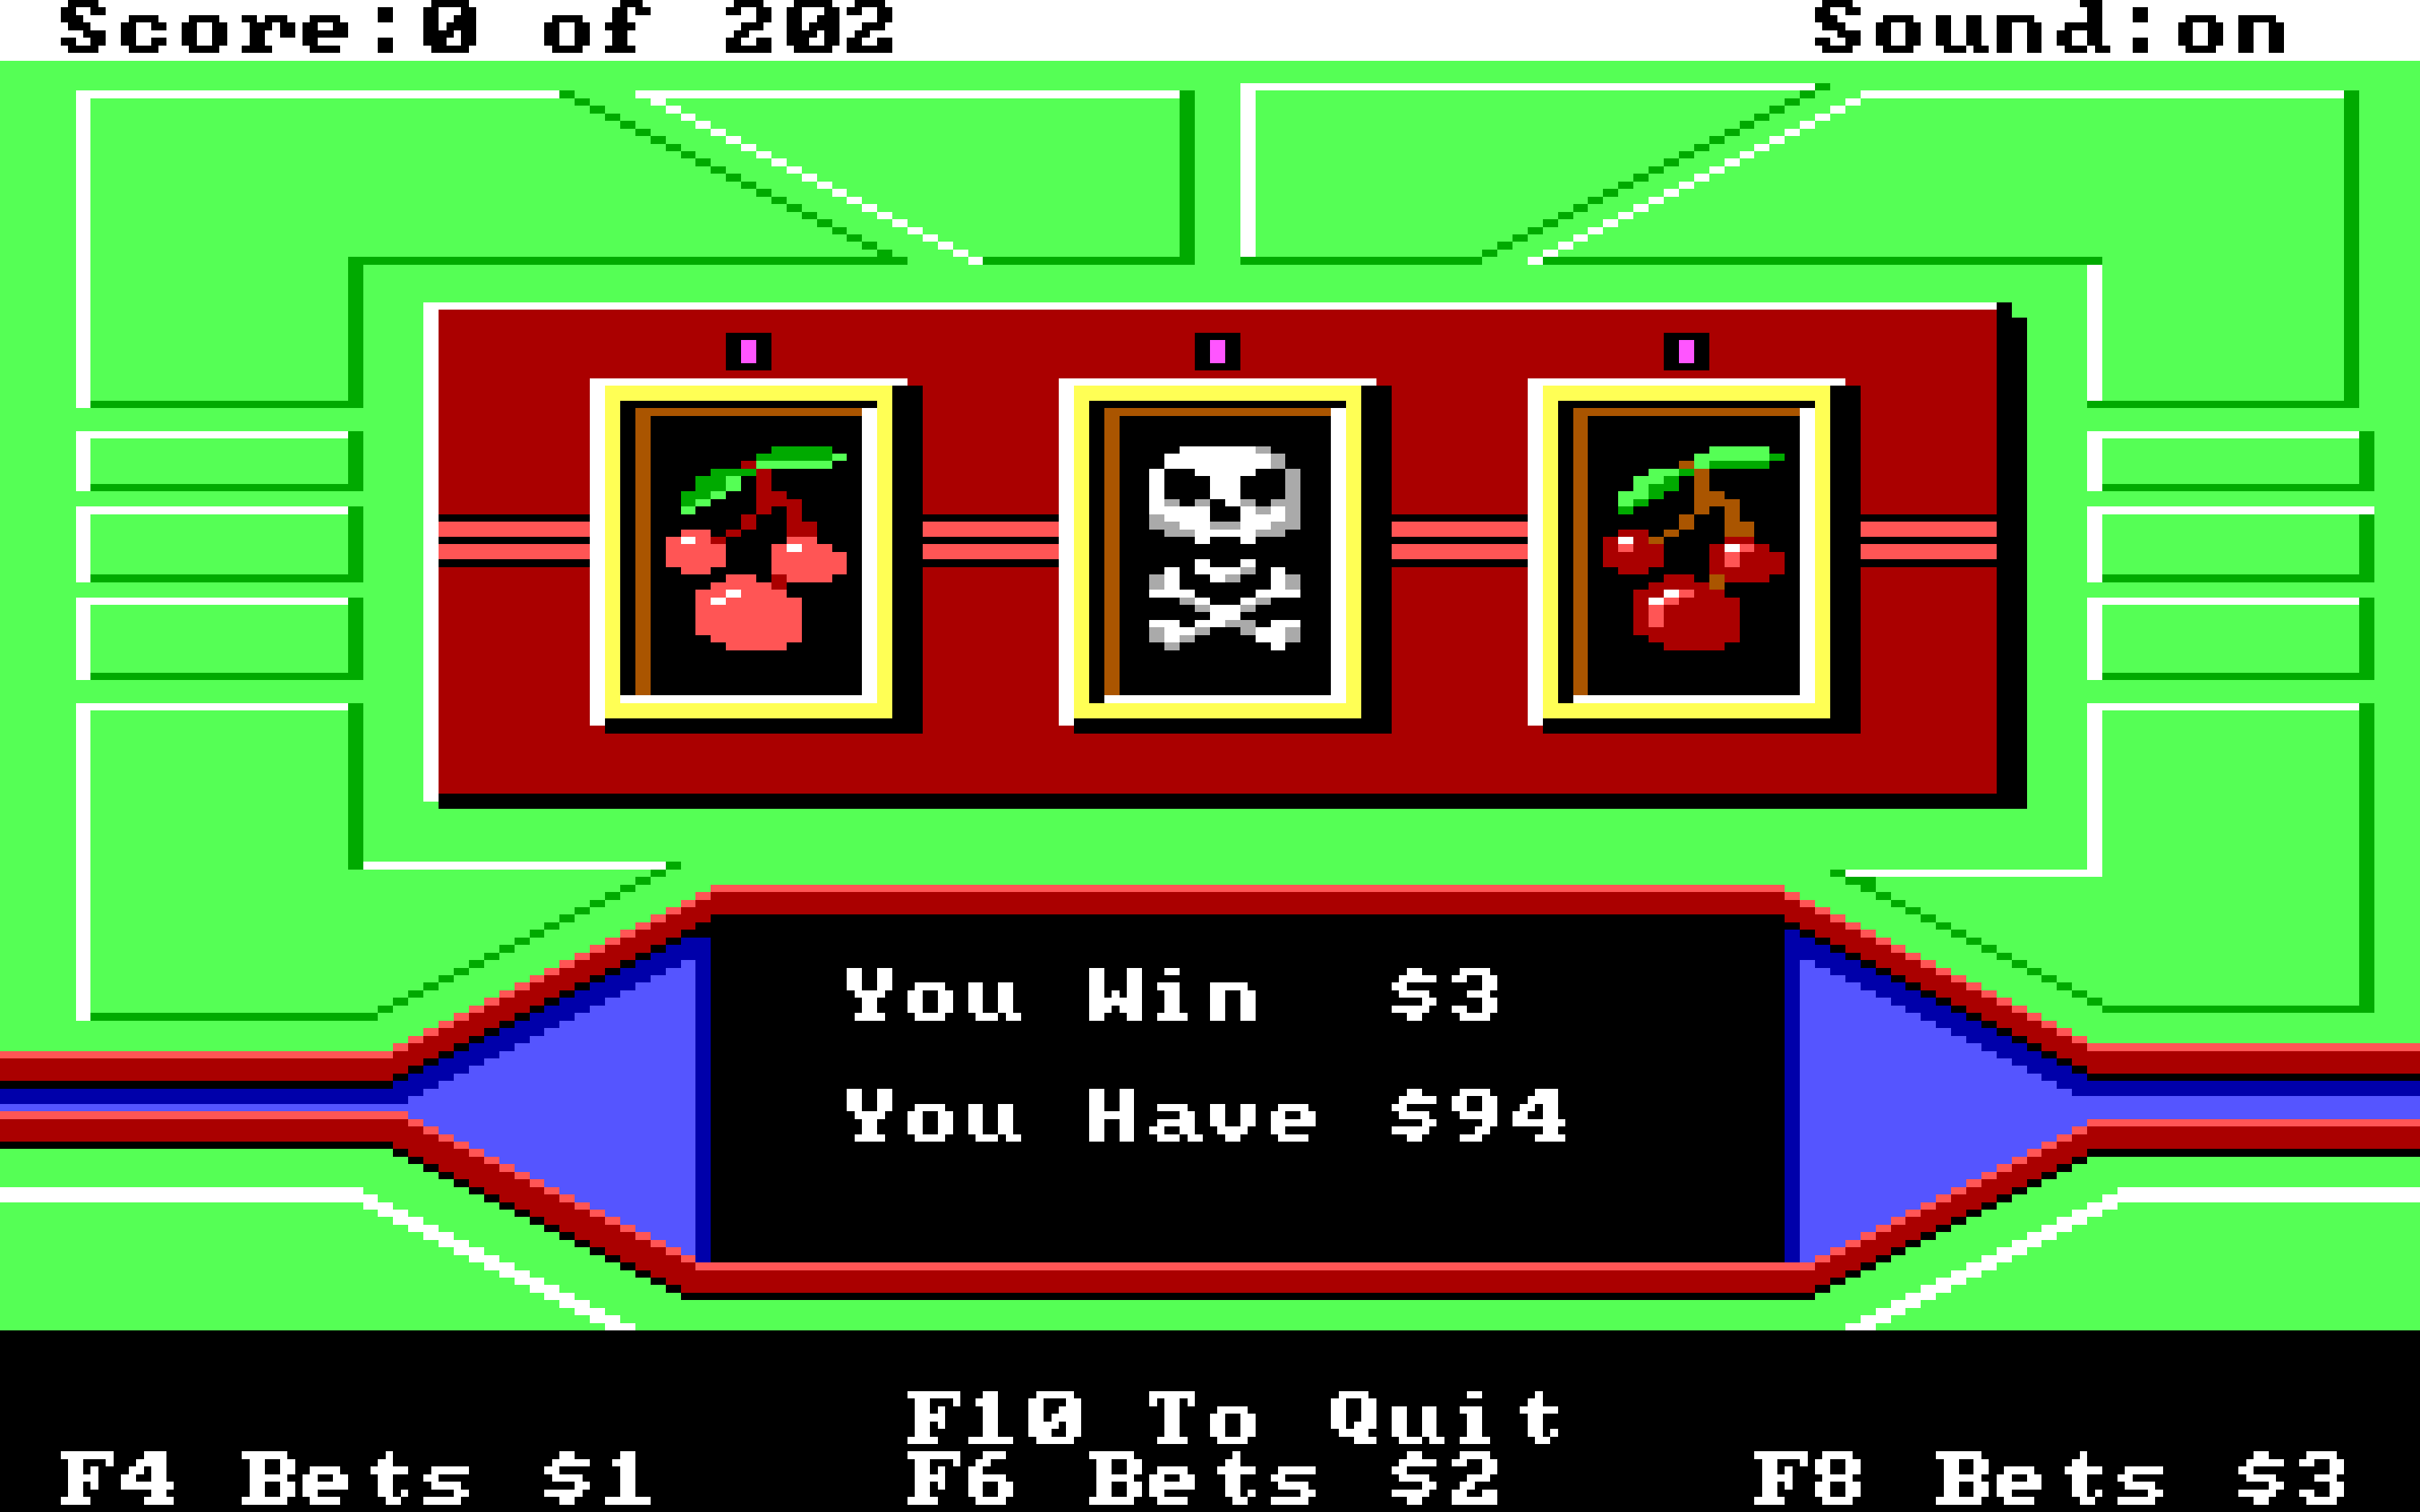 Score:0 of 202 Sound:on
You Win $3
You Have $94
F10 To Quit
F4 Bets $1 F6 Bets $2 F8 Bets $3